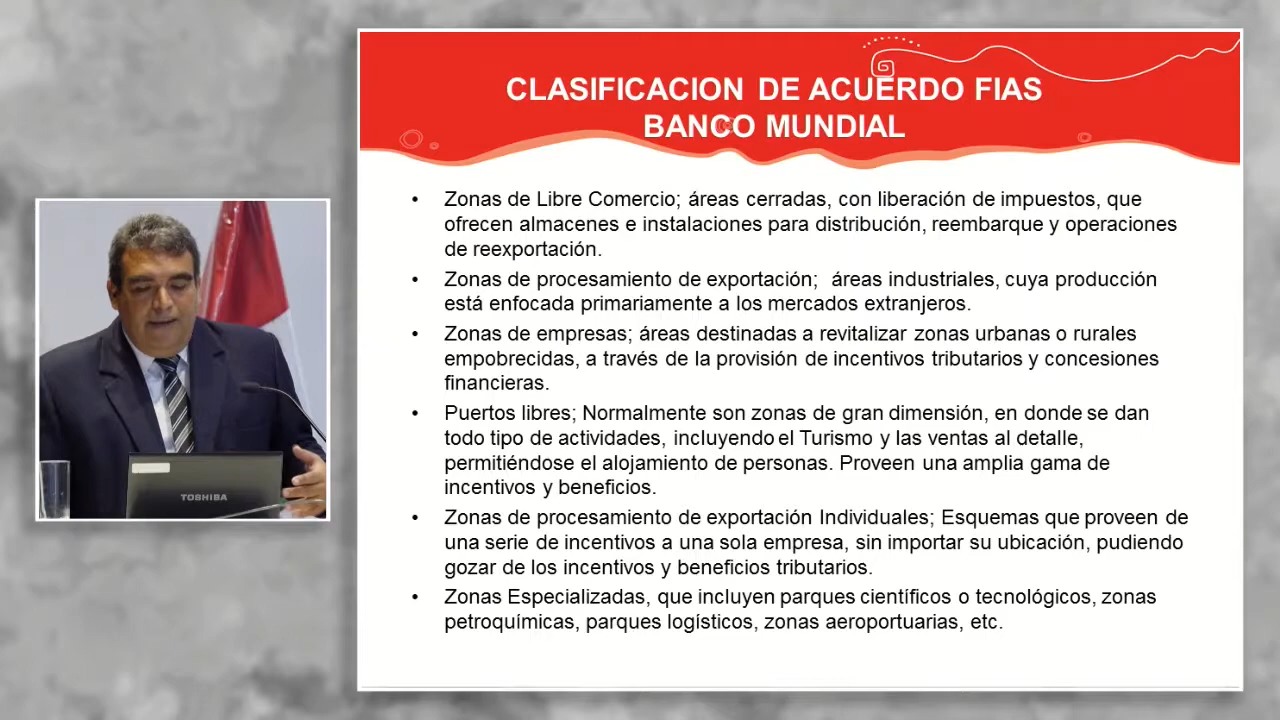 CLASIFICACION DE ACUERDO FIAS
BANCO MUNDIAL
• Zonas de Libre Comercio; áreas cerradas, con liberación de impuestos, que
ofrecen almacenes e instalaciones para distribución, reembarque y operaciones
de reexportación.
• Zonas de procesamiento de exportación; áreas industriales, cuya producción
está enfocada primariamente a los mercados extranjeros.
• Zonas de empresas; áreas destinadas a revitalizar zonas urbanas o rurales
empobrecidas, a través de la provisión de incentivos tributarios y concesiones
financieras.
• Puertos libres; Normalmente son zonas de gran dimensión, en donde se dan
todo tipo de actividades, incluyendo el Turismo y las ventas al detalle,
permitiéndose el alojamiento de personas. Proveen una amplia gama de
incentivos y beneficios.
• Zonas de procesamiento de exportación Individuales; Esquemas que proveen de
una serie de incentivos a una sola empresa, sin importar su ubicación, pudiendo
gozar de los incentivos y beneficios tributarios.
• Zonas Especializadas, que incluyen parques científicos o tecnológicos, zonas
petroquímicas, parques logísticos, zonas aeroportuarias, etc.
TOSHIBA